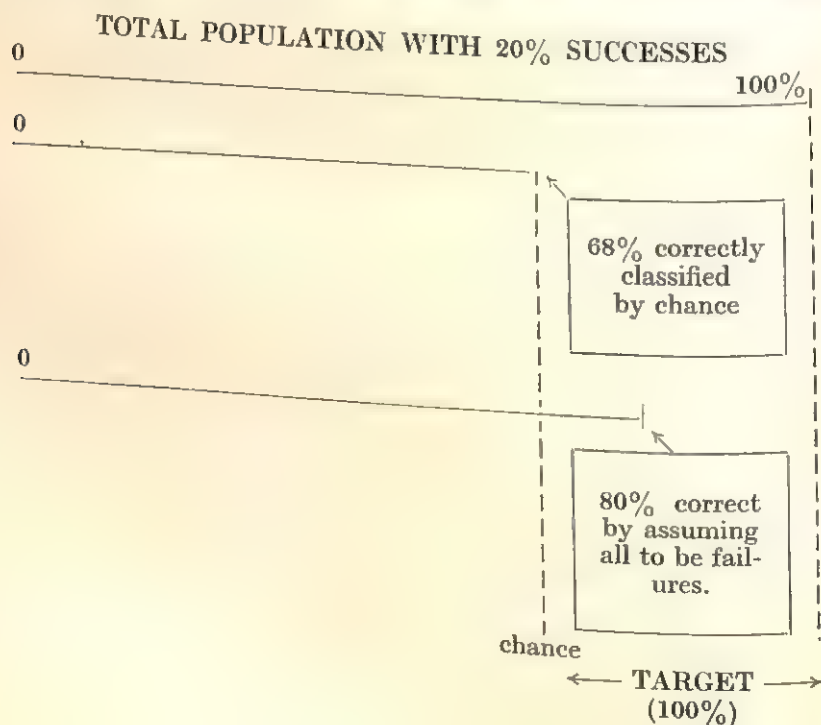 TOTAL POPULATION WITH 20% SUCCESSES
0
100%
0
68% correctly
classified
by chance
0
80% correct
by assuming
all to be fail-
ures.
chance
TARGET
(100%)